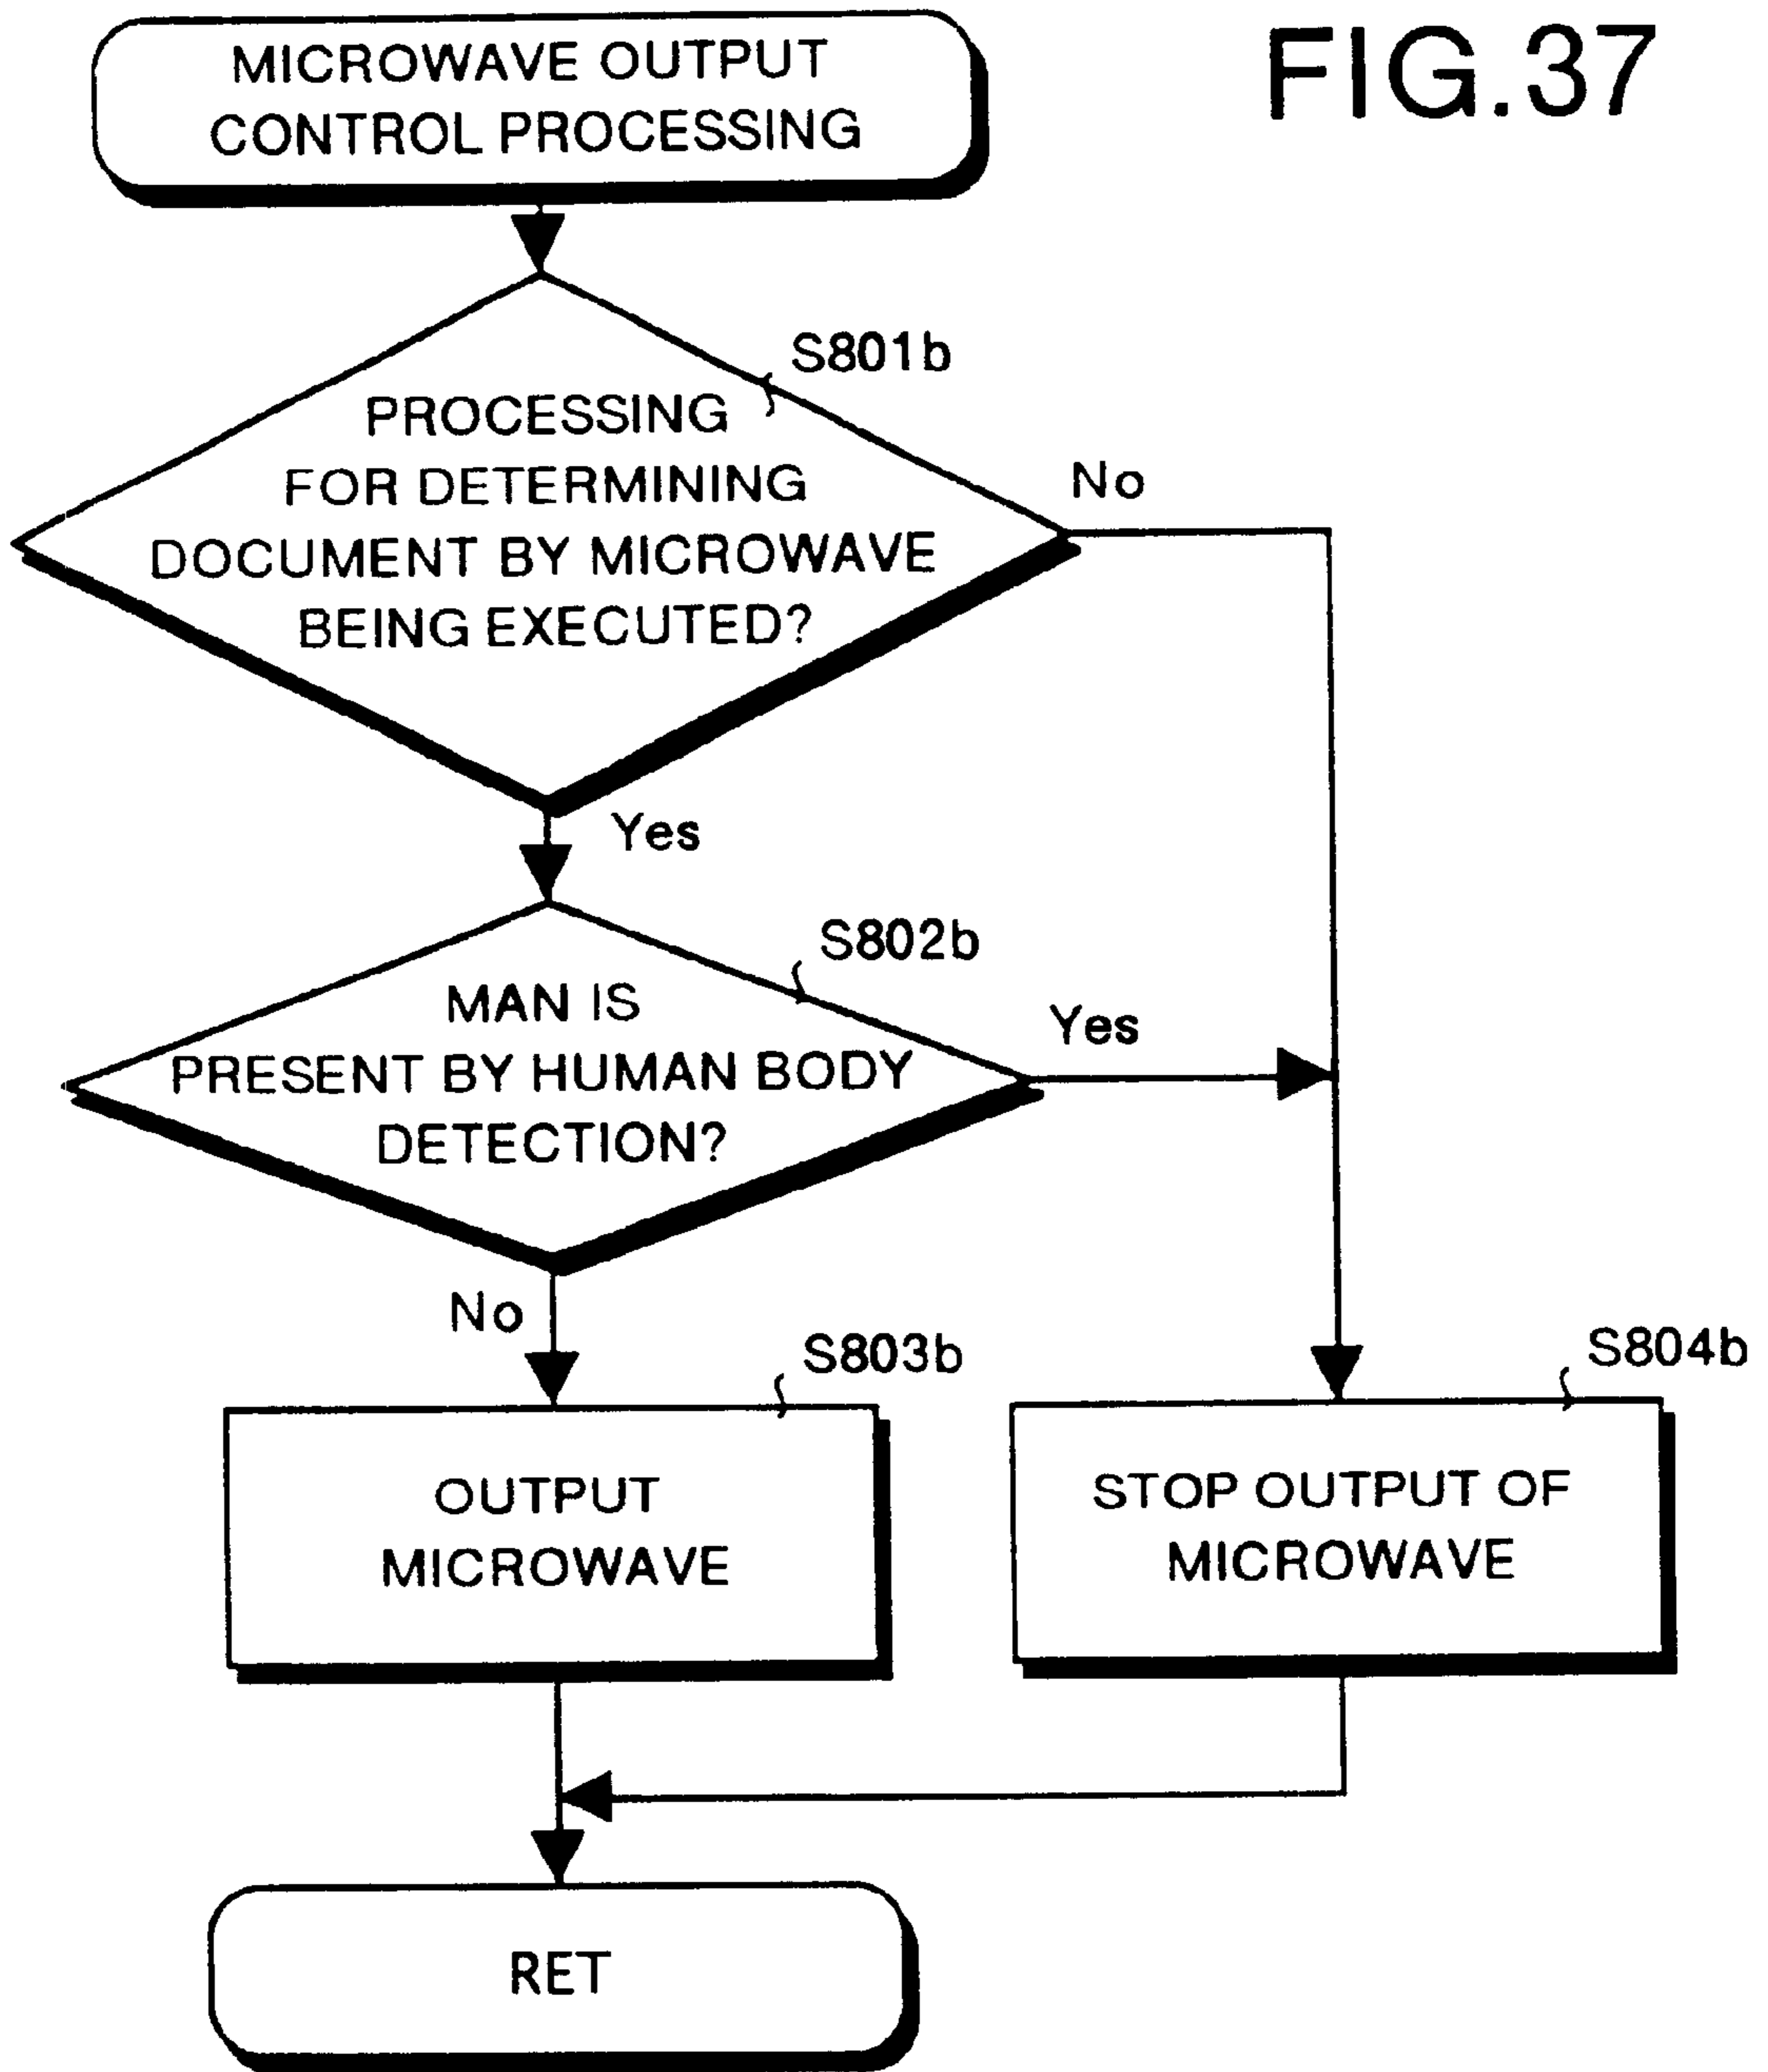 FIG.37
MICROWAVE OUTPUT
CONTROL PROCESSING
S801b
PROCESSING
FOR DETERMINING
DOCUMENT BY MICROWAVE
BEING EXECUTED?
No
Yes
S802b
MAN IS
PRESENT BY HUMAN BODY
DETECTION?
Yes
No
S803b
OUTPUT
MICROWAVE
S804b
STOP OUTPUT OF
MICROWAVE
RET